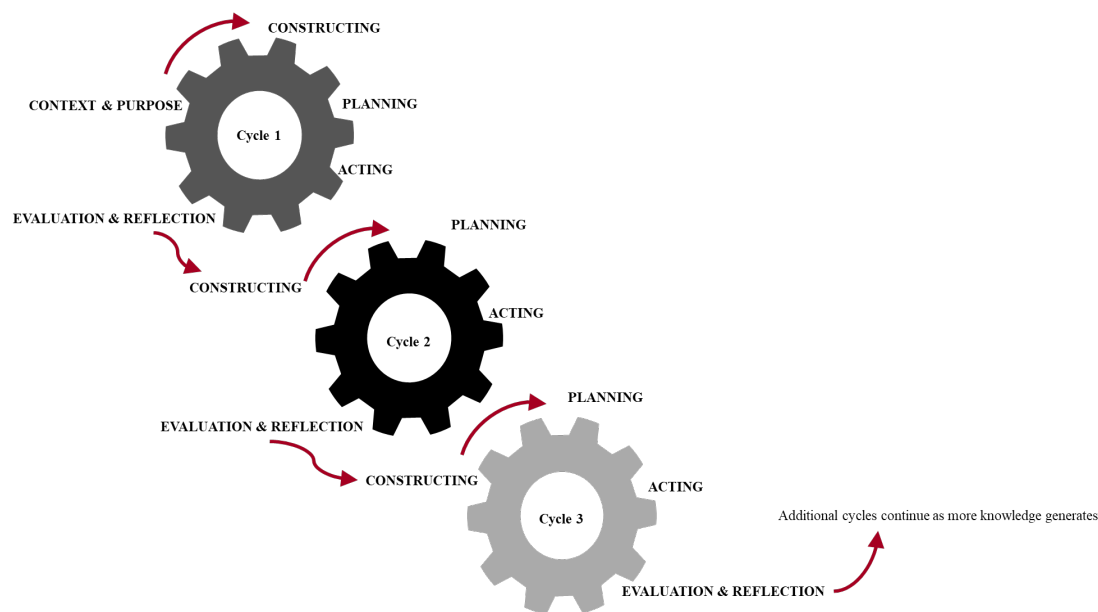 CONSTRUCTING
CONTEXT & PURPOSE
PLANNING
Cycle 1
ACTING
EVALUATION & REFLECTION
PLANNING
CONSTRUCTING
ACTING
Cycle 2
PLANNING
EVALUATION & REFLECTION
CONSTRUCTING
ACTING
Cycle 3
Additional cycles continue as more knowledge generates
EVALUATION & REFLECTION